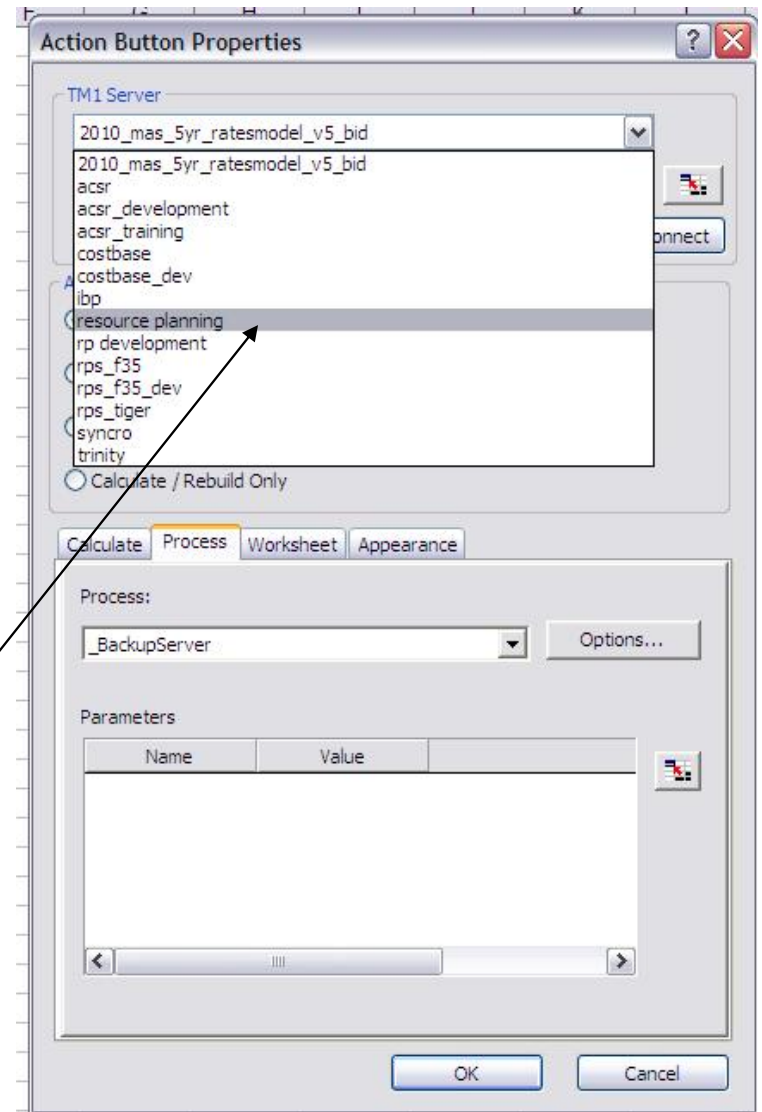 Action Button Properties
TM1 Server
2010_mas_5yr_ratesmodel_v5_bid
2010_mas_5yr_ratesmodel_v5_bid
acsr
acsr_development
acsr_training
onnect
costbase
costbase_dev
A
ibp
resource planning
rp development
rps_f35
rps_f35_dev
rps_tiger
syncro
trinity
Calculate / Rebuild Only
Calculate Process Worksheet Appearance
Process:
_BackupServer Options...
Parameters
Name Value
OK Cancel